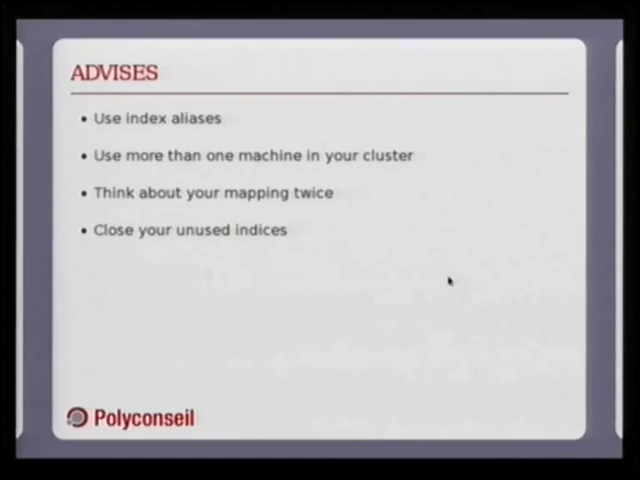 ADVISES
• Use index aliases
• Use more than one machine in your cluster
• Think about your mapping twice
• Close your unused indices
Polyconseil